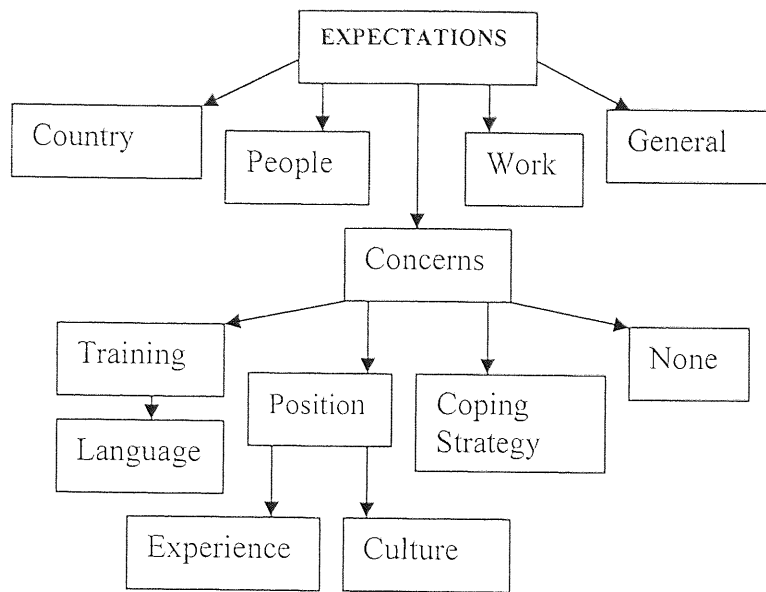 EXPECTATIONS
Country
People
Work
General
Concerns
Training
Position
Coping
Strategy
None
Language
Experience
Culture